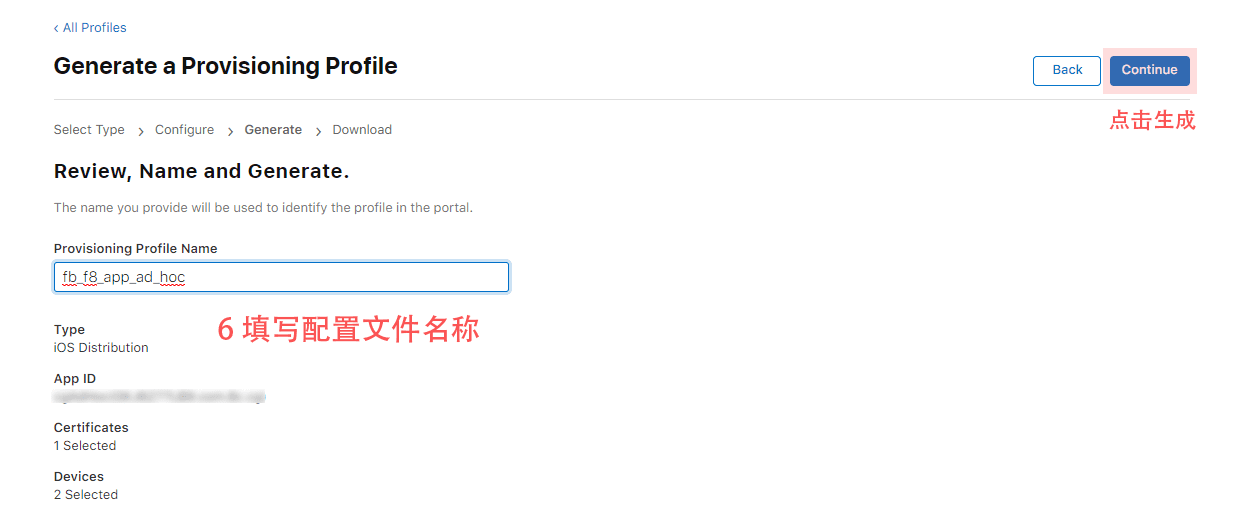 ‹ All Profiles
Generate a Provisioning Profile
Back
Continue
点击生成
Select Type › Configure › Generate › Download
Review, Name and Generate.
The name you provide will be used to identify the profile in the portal.
Provisioning Profile Name
fb_f8_app_ad_hoc
6 填写配置文件名称
Type
iOS Distribution
App ID
Certificates
1 Selected
Devices
2 Selected